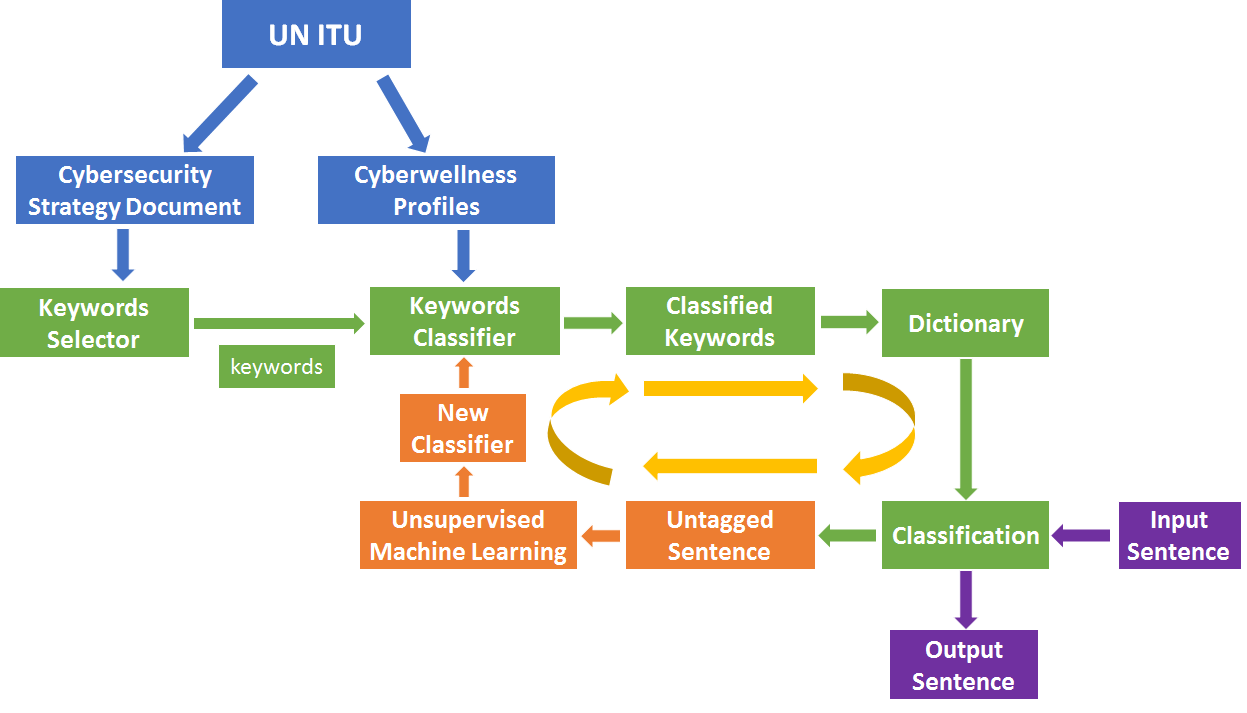 UN ITU
Cybersecurity
Strategy Document
Cyberwellness
Profiles
Keywords
Selector
keywords
Keywords
Classifier
Classified
Keywords
Dictionary
New
Classifier
Unsupervised
Machine Learning
Untagged
Sentence
Classification
Input
Sentence
Output
Sentence